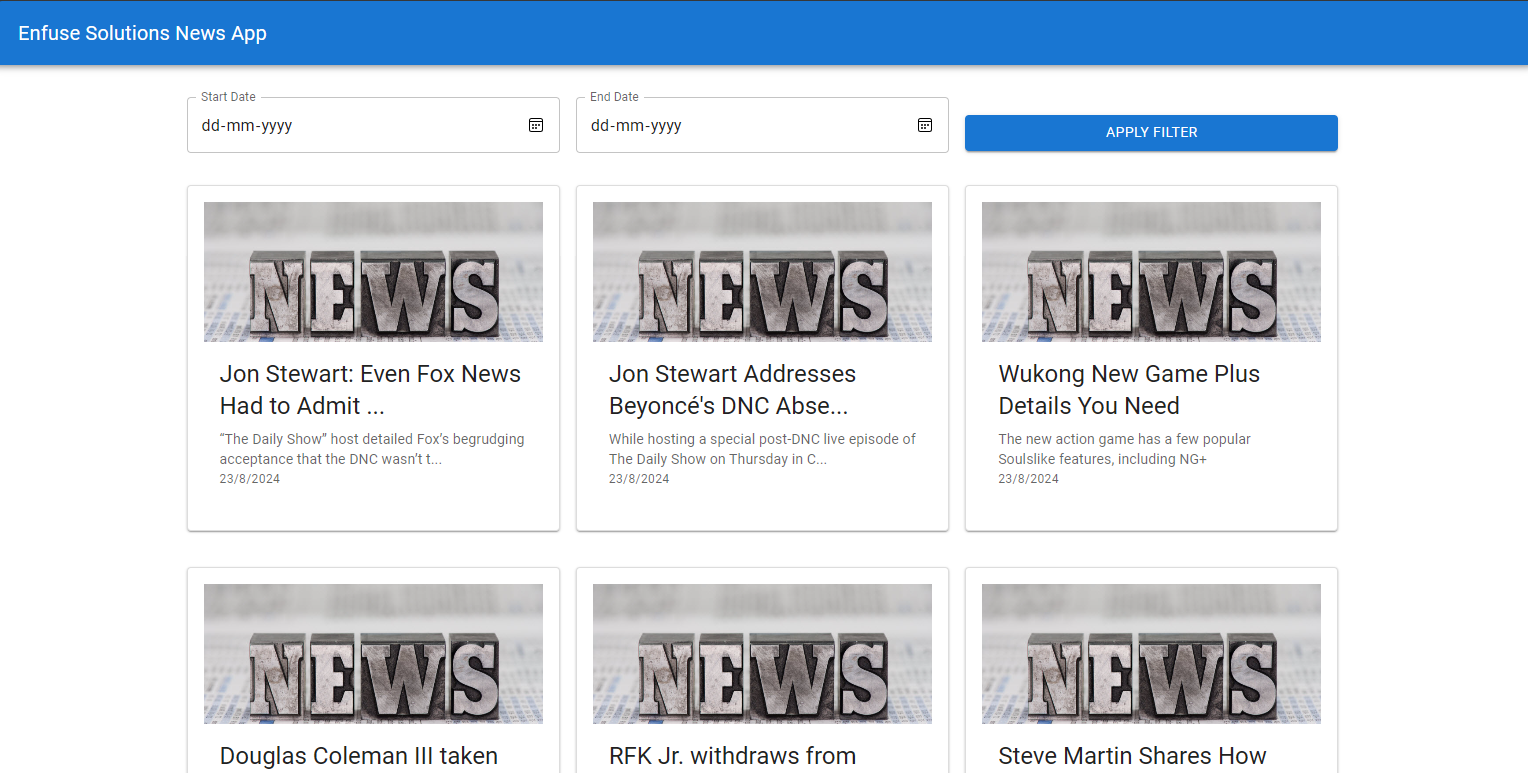 Enfuse Solutions News App
Start Date
dd-mm-yyyy
End Date
dd-mm-yyyy
APPLY FILTER
NEWS
Jon Stewart: Even Fox News
Had to Admit ...
“The Daily Show” host detailed Fox’s begrudging
acceptance that the DNC wasn’t t...
23/8/2024
NEWS
Jon Stewart Addresses
Beyoncé's DNC Abse...
While hosting a special post-DNC live episode of
The Daily Show on Thursday in C...
23/8/2024
NEWS
Wukong New Game Plus
Details You Need
The new action game has a few popular
Soulslike features, including NG+
23/8/2024
NEWS
Douglas Coleman III taken
NEWS
RFK Jr. withdraws from
NEWS
Steve Martin Shares How